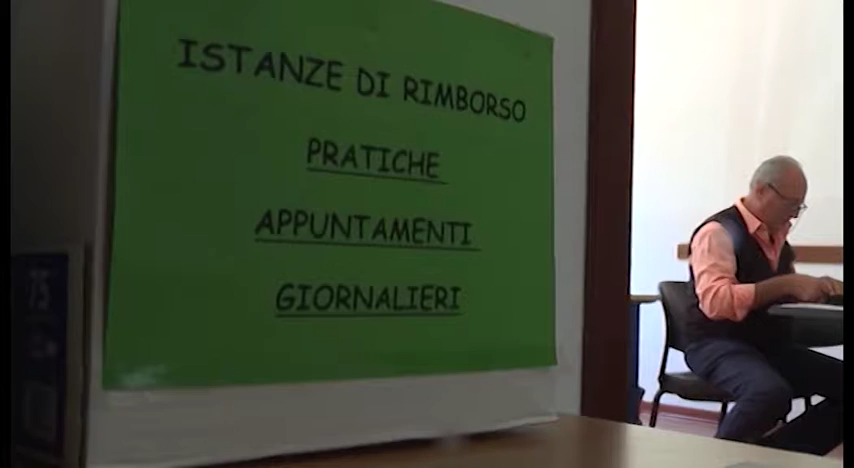 ISTANZE DI RIMBORSO
PRATICHE
APPUNTAMENTI
GIORNALIERI